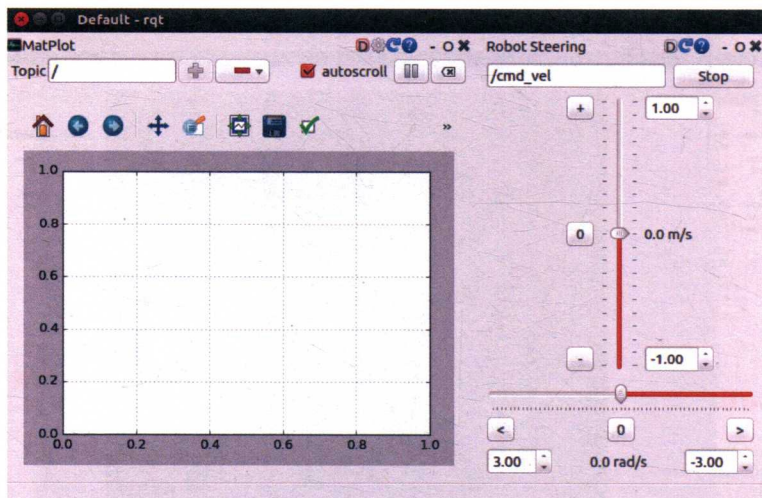 Default - rqt
MatPlot
D - O ✖
Topic /
autoscroll
»
1.0
0.8
0.6
0.4
0.2
0.0
0.0 0.2 0.4 0.6 0.8 1.0
Robot Steering
D C ? - O ✖
/cmd_vel
Stop
+
1.00
0
0.0 m/s
-
-1.00
< 0 >
3.00 0.0 rad/s -3.00